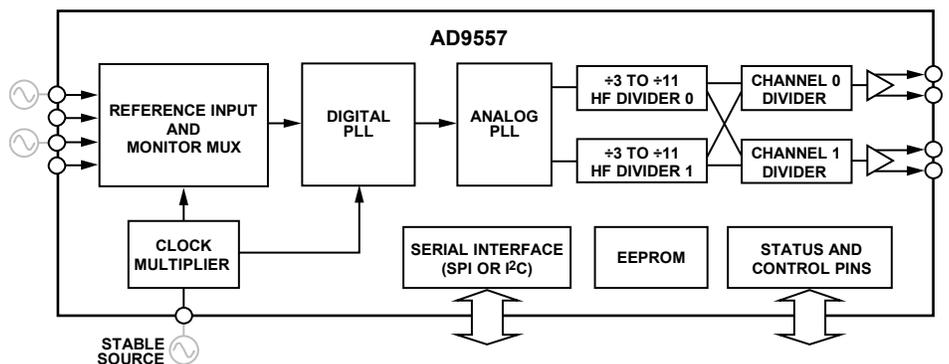 AD9557
REFERENCE INPUT
AND
MONITOR MUX
DIGITAL
PLL
ANALOG
PLL
÷3 TO ÷11
HF DIVIDER 0
÷3 TO ÷11
HF DIVIDER 1
CHANNEL 0
DIVIDER
CHANNEL 1
DIVIDER
CLOCK
MULTIPLIER
SERIAL INTERFACE
(SPI OR I²C)
EEPROM
STATUS AND
CONTROL PINS
STABLE
SOURCE